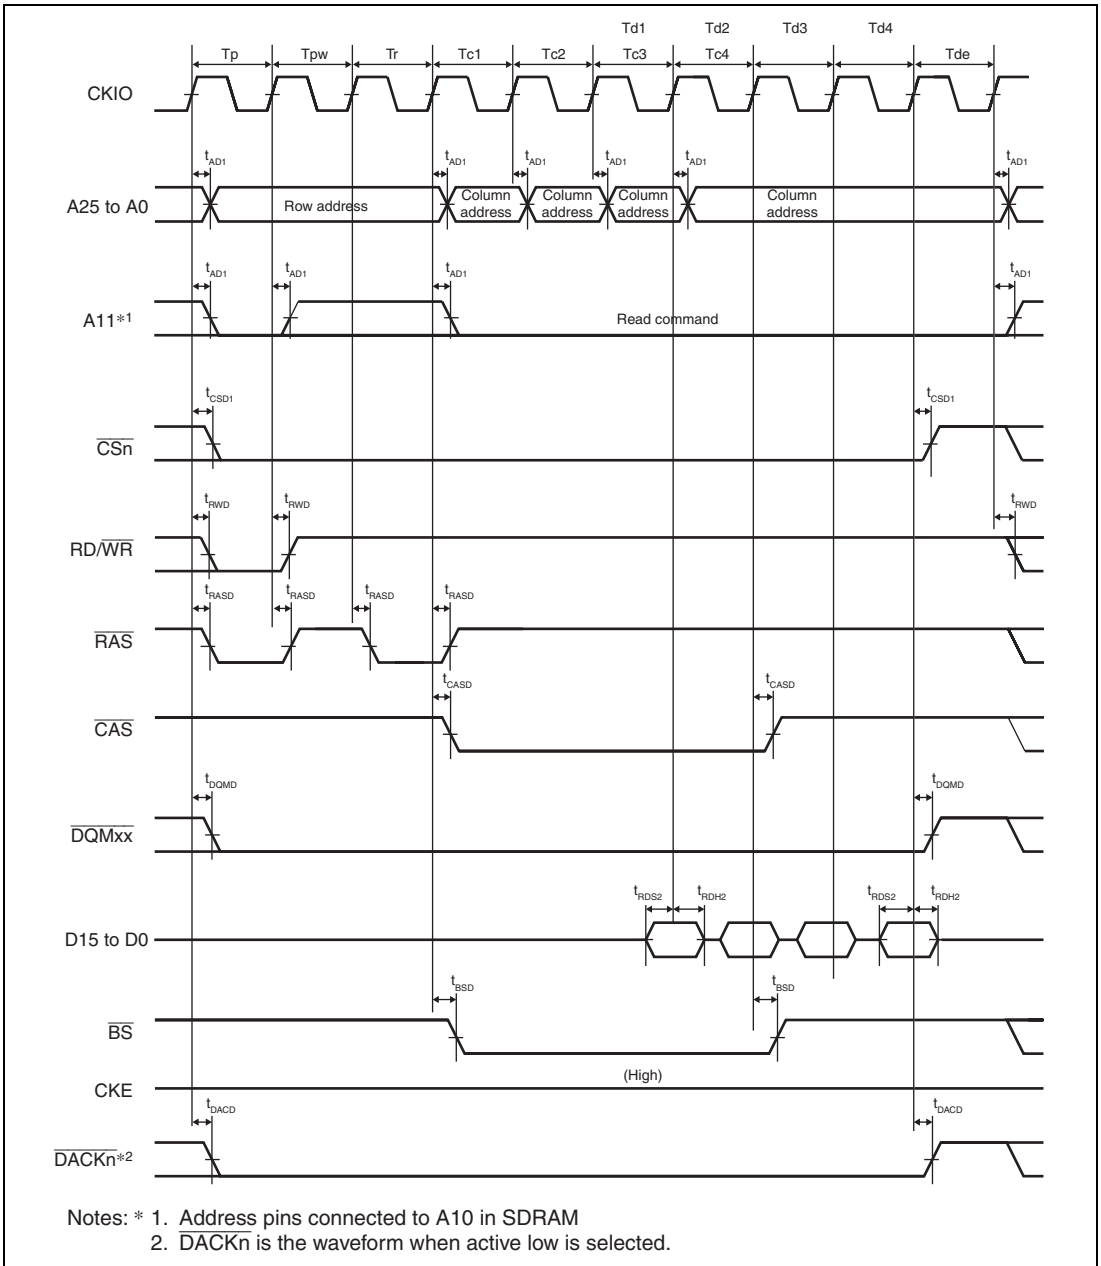 Td1 Td2 Td3 Td4
Tp Tpw Tr Tc1 Tc2 Tc3 Tc4 Tde
CKIO
tAD1 tAD1 tAD1 tAD1 tAD1 tAD1
A25 to A0
Row address
Column address
Column address
Column address
Column address
tAD1 tAD1 tAD1 tAD1
A11*1
Read command
tCSD1 tCSD1
CSn
tRWD tRWD tRWD
RD/WR
tRASD tRASD tRASD tRASD
RAS
tCASD tCASD
CAS
tDQMD tDQMD
DQMxx
tRDS2 tRDH2 tRDS2 tRDH2
D15 to D0
tBSD tBSD
BS
(High)
CKE
tDACD tDACD
DACKn*2
Notes: * 1. Address pins connected to A10 in SDRAM
2. DACKn is the waveform when active low is selected.